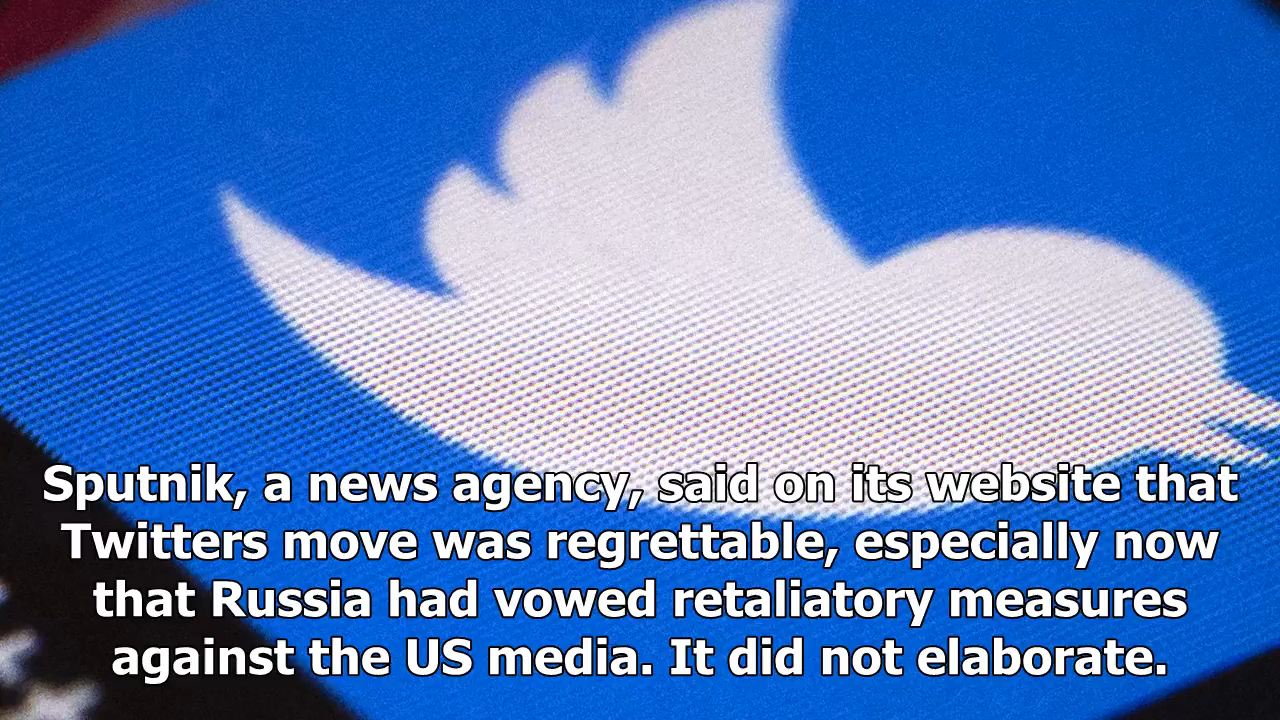 Sputnik, a news agency, said on its website that
Twitters move was regrettable, especially now
that Russia had vowed retaliatory measures
against the US media. It did not elaborate.